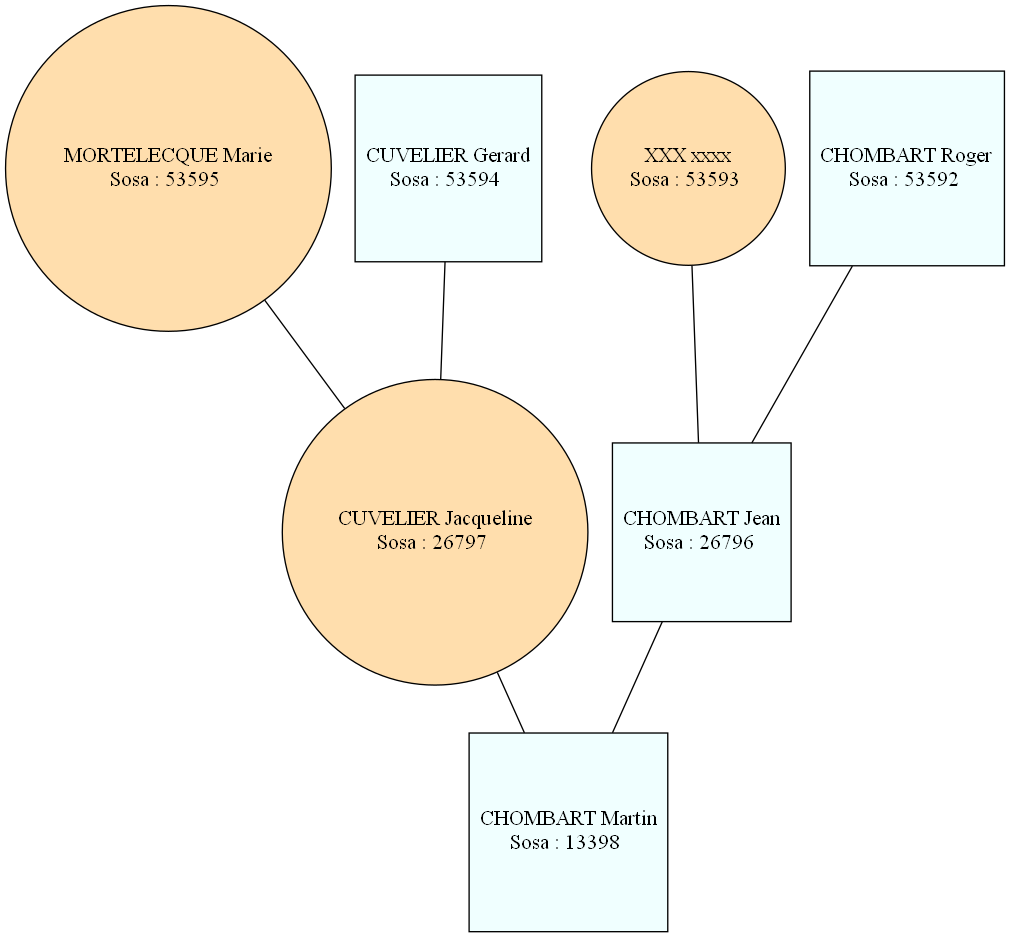 MORTELECQUE Marie
Sosa : 53595
CUVELIER Gerard
Sosa : 53594
XXX xxxx
Sosa : 53593
CHOMBART Roger
Sosa : 53592
CUVELIER Jacqueline
Sosa : 26797
CHOMBART Jean
Sosa : 26796
CHOMBART Martin
Sosa : 13398